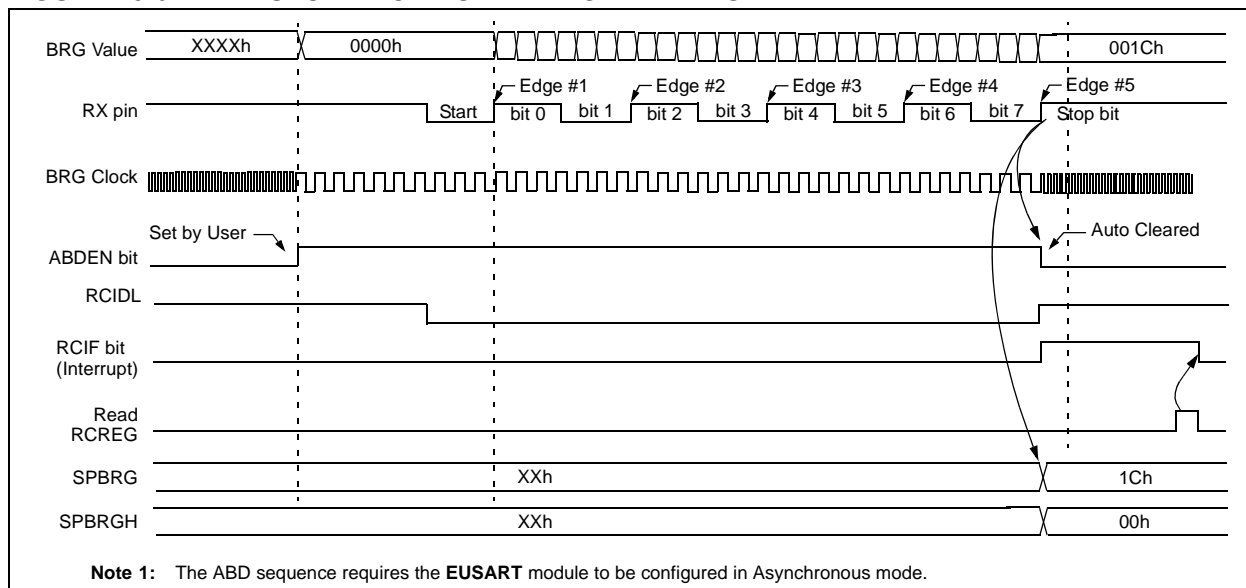 BRG Value XXXXh 0000h 001Ch
Edge #1 Edge #2 Edge #3 Edge #4 Edge #5
RX pin Start bit 0 bit 1 bit 2 bit 3 bit 4 bit 5 bit 6 bit 7 Stop bit
BRG Clock
Set by User Auto Cleared
ABDEN bit
RCIDL
RCIF bit
(Interrupt)
Read
RCREG
SPBRG XXh 1Ch
SPBRGH XXh 00h
Note 1: The ABD sequence requires the EUSART module to be configured in Asynchronous mode.